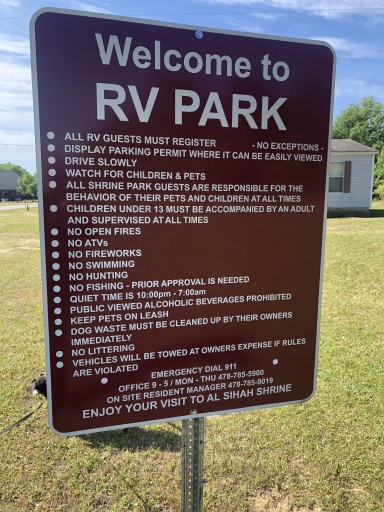 Welcome to
RV PARK
● ALL RV GUESTS MUST REGISTER - NO EXCEPTIONS -
● DISPLAY PARKING PERMIT WHERE IT CAN BE EASILY VIEWED
● DRIVE SLOWLY
● WATCH FOR CHILDREN & PETS
● ALL SHRINE PARK GUESTS ARE RESPONSIBLE FOR THE
BEHAVIOR OF THEIR PETS AND CHILDREN AT ALL TIMES
● CHILDREN UNDER 13 MUST BE ACCOMPANIED BY AN ADULT
AND SUPERVISED AT ALL TIMES
● NO OPEN FIRES
● NO ATVs
● NO FIREWORKS
● NO SWIMMING
● NO HUNTING
● NO FISHING - PRIOR APPROVAL IS NEEDED
● QUIET TIME IS 10:00pm - 7:00am
● PUBLIC VIEWED ALCOHOLIC BEVERAGES PROHIBITED
● KEEP PETS ON LEASH
● DOG WASTE MUST BE CLEANED UP BY THEIR OWNERS
IMMEDIATELY
● NO LITTERING
● VEHICLES WILL BE TOWED AT OWNERS EXPENSE IF RULES
ARE VIOLATED
EMERGENCY DIAL 911
OFFICE 9 - 5 / MON - THU 478-785-5900
ON SITE RESIDENT MANAGER 478-785-9019
ENJOY YOUR VISIT TO AL SIHAH SHRINE